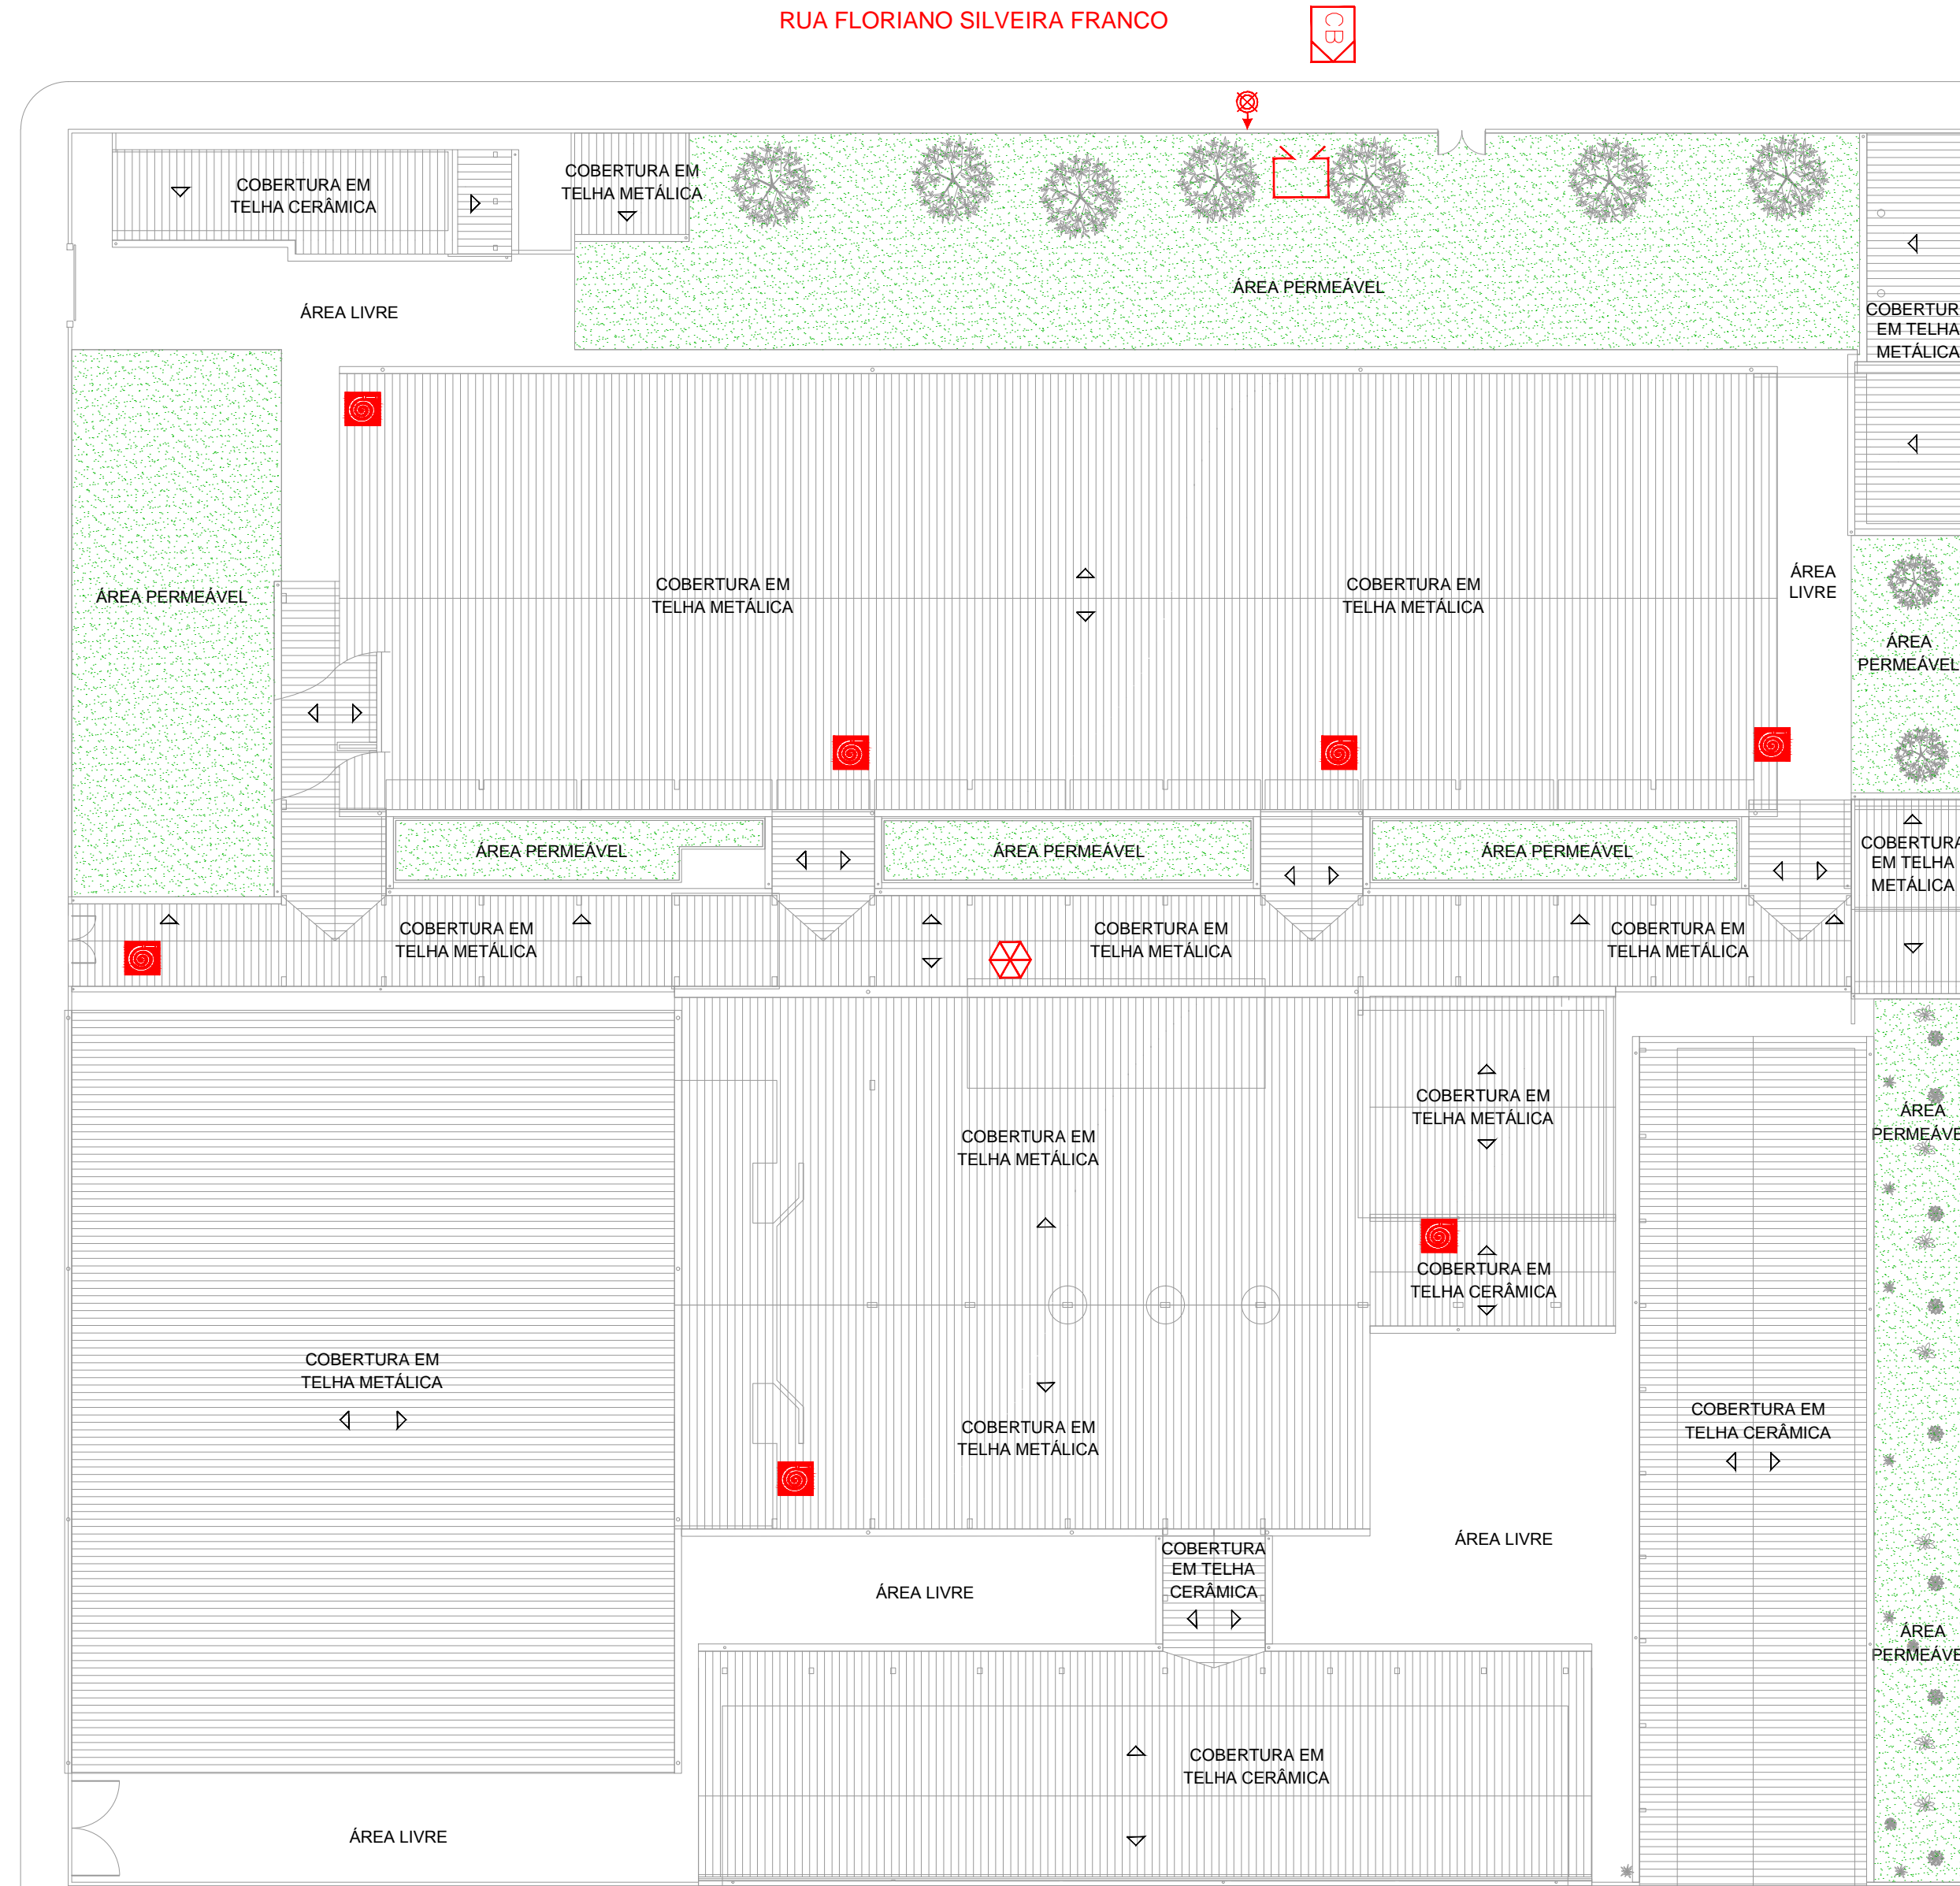 RUA FLORIANO SILVEIRA FRANCO
CB
COBERTURA EM
TELHA CERÂMICA
COBERTURA EM
TELHA METÁLICA
ÁREA PERMEÁVEL
ÁREA LIVRE
COBERTUR
EM TELHA
METÁLICA
ÁREA PERMEÁVEL
COBERTURA EM
TELHA METÁLICA
COBERTURA EM
TELHA METÁLICA
ÁREA
LIVRE
ÁREA
PERMEÁVEL
ÁREA PERMEÁVEL
ÁREA PERMEÁVEL
ÁREA PERMEÁVEL
COBERTURA
EM TELHA
METÁLICA
COBERTURA EM
TELHA METÁLICA
COBERTURA EM
TELHA METÁLICA
COBERTURA EM
TELHA METÁLICA
COBERTURA EM
TELHA METÁLICA
COBERTURA EM
TELHA METÁLICA
ÁREA
PERMEÁVE
COBERTURA EM
TELHA CERÂMICA
COBERTURA EM
TELHA METÁLICA
COBERTURA EM
TELHA METÁLICA
COBERTURA EM
TELHA CERÂMICA
ÁREA LIVRE
COBERTURA
EM TELHA
CERÂMICA
ÁREA LIVRE
ÁREA
PERMEÁVE
COBERTURA EM
TELHA CERÂMICA
ÁREA LIVRE